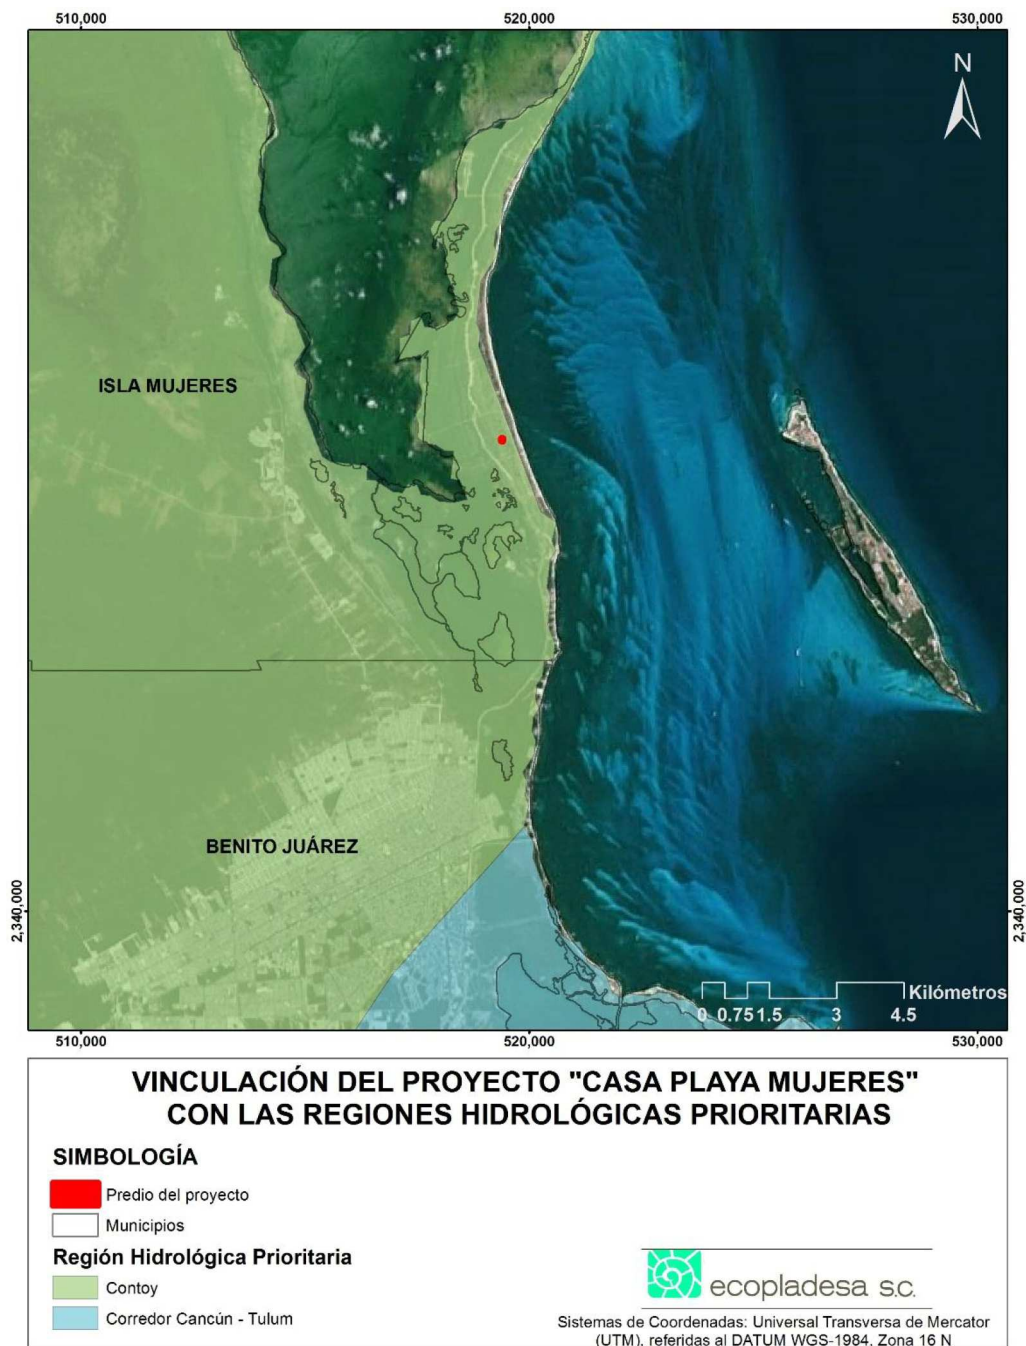 510,000
520,000
530,000
N
ISLA MUJERES
BENITO JUÁREZ
2,340,000
2,340,000
Kilómetros
0 0.75 1.5 3 4.5
510,000
520,000
530,000
VINCULACIÓN DEL PROYECTO "CASA PLAYA MUJERES"
CON LAS REGIONES HIDROLÓGICAS PRIORITARIAS
SIMBOLOGÍA
Predio del proyecto
Municipios
Región Hidrológica Prioritaria
Contoy
Corredor Cancún - Tulum
ecopladesa s.c.
Sistemas de Coordenadas: Universal Transversa de Mercator
(UTM), referidas al DATUM WGS-1984, Zona 16 N